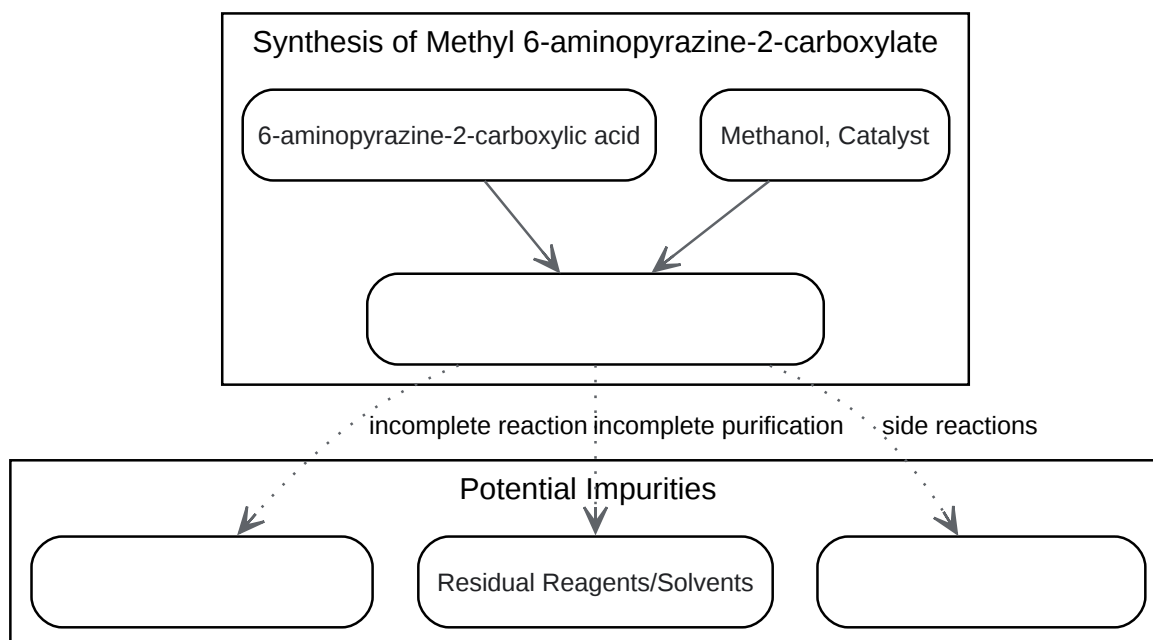 Synthesis of Methyl 6-aminopyrazine-2-carboxylate
6-aminopyrazine-2-carboxylic acid
Methanol, Catalyst
incomplete reaction
incomplete purification
side reactions
Potential Impurities
Residual Reagents/Solvents